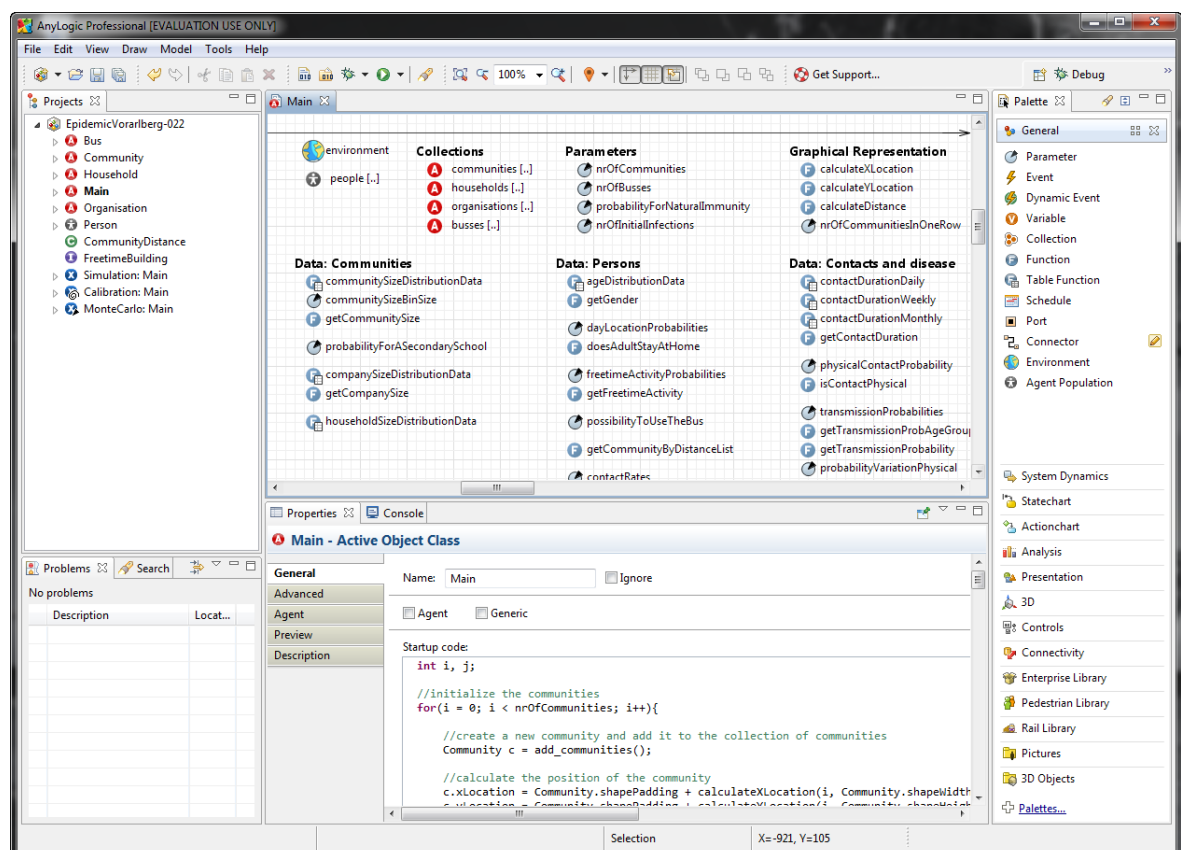 AnyLogic Professional [EVALUATION USE ONLY]
File Edit View Draw Model Tools Help
100% Get Support... Debug
Projects
EpidemicVorarlberg-022
Bus
Community
Household
Main
Organisation
Person
CommunityDistance
FreetimeBuilding
Simulation: Main
Calibration: Main
MonteCarlo: Main
Problems Search
No problems
Description Locat...
Main
environment
people [..]
Collections
communities [..]
households [..]
organisations [..]
busses [..]
Parameters
nrOfCommunities
nrOfBusses
probabilityForNaturalImmunity
nrOfInitialInfections
Graphical Representation
calculateXLocation
calculateYLocation
calculateDistance
nrOfCommunitiesInOneRow
Data: Communities
communitySizeDistributionData
communitySizeBinSize
getCommunitySize
probabilityForASecondarySchool
companySizeDistributionData
getCompanySize
householdSizeDistributionData
Data: Persons
ageDistributionData
getGender
dayLocationProbabilities
doesAdultStayAtHome
freetimeActivityProbabilities
getFreetimeActivity
possibilityToUseTheBus
getCommunityByDistanceList
contactRates
Data: Contacts and disease
contactDurationDaily
contactDurationWeekly
contactDurationMonthly
getContactDuration
physicalContactProbability
isContactPhysical
transmissionProbabilities
getTransmissionProbAgeGroup
getTransmissionProbability
probabilityVariationPhysical
Properties Console
Main - Active Object Class
General
Advanced
Agent
Preview
Description
Name: Main Ignore
Agent Generic
Startup code:
int i, j;
//initialize the communities
for(i = 0; i < nrOfCommunities; i++){
//create a new community and add it to the collection of communities
Community c = add_communities();
//calculate the position of the community
c.xLocation = Community.shapePadding + calculateXLocation(i, Community.shapeWidth
c.yLocation = Community.shapePadding + calculateYLocation(i, Community.shapeHeigh
Palette
General
Parameter
Event
Dynamic Event
Variable
Collection
Function
Table Function
Schedule
Port
Connector
Environment
Agent Population
System Dynamics
Statechart
Actionchart
Analysis
Presentation
3D
Controls
Connectivity
Enterprise Library
Pedestrian Library
Rail Library
Pictures
3D Objects
Palettes...
Selection X=-921, Y=105